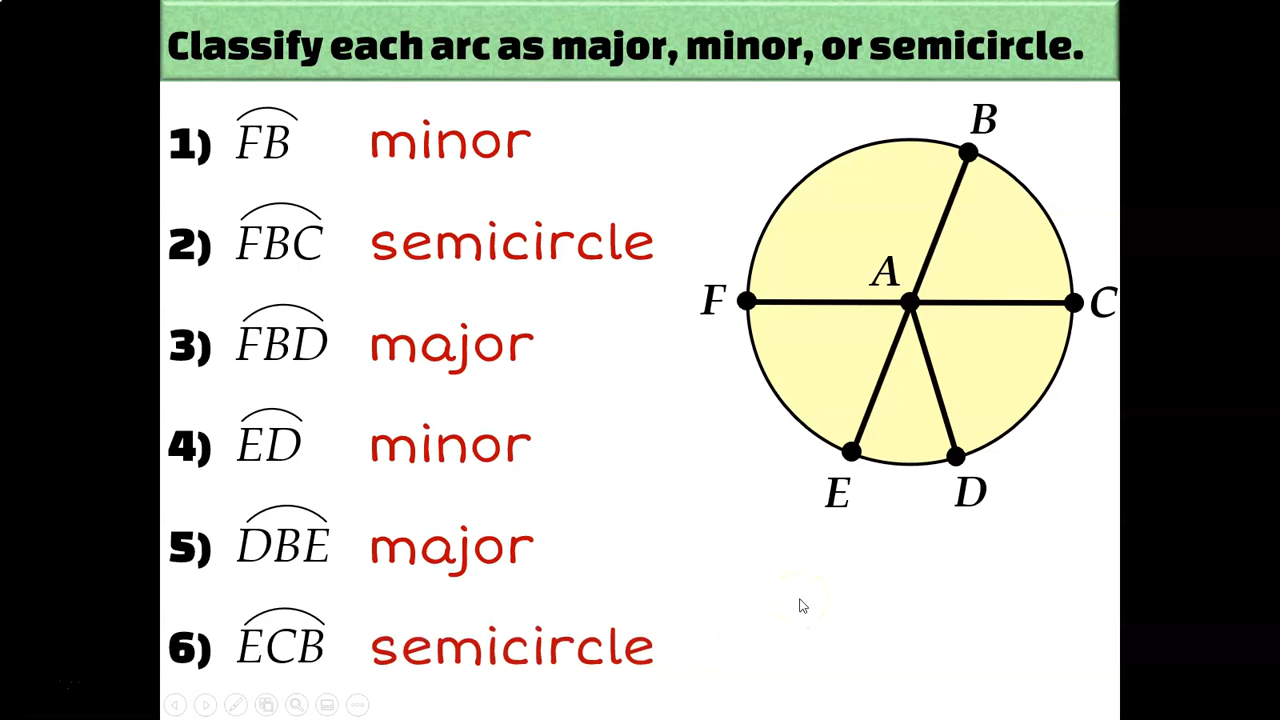 Classify each arc as major, minor, or semicircle.
1) FB minor
2) FBC semicircle
3) FBD major
4) ED minor
5) DBE major
6) ECB semicircle
B
A
F
C
E
D